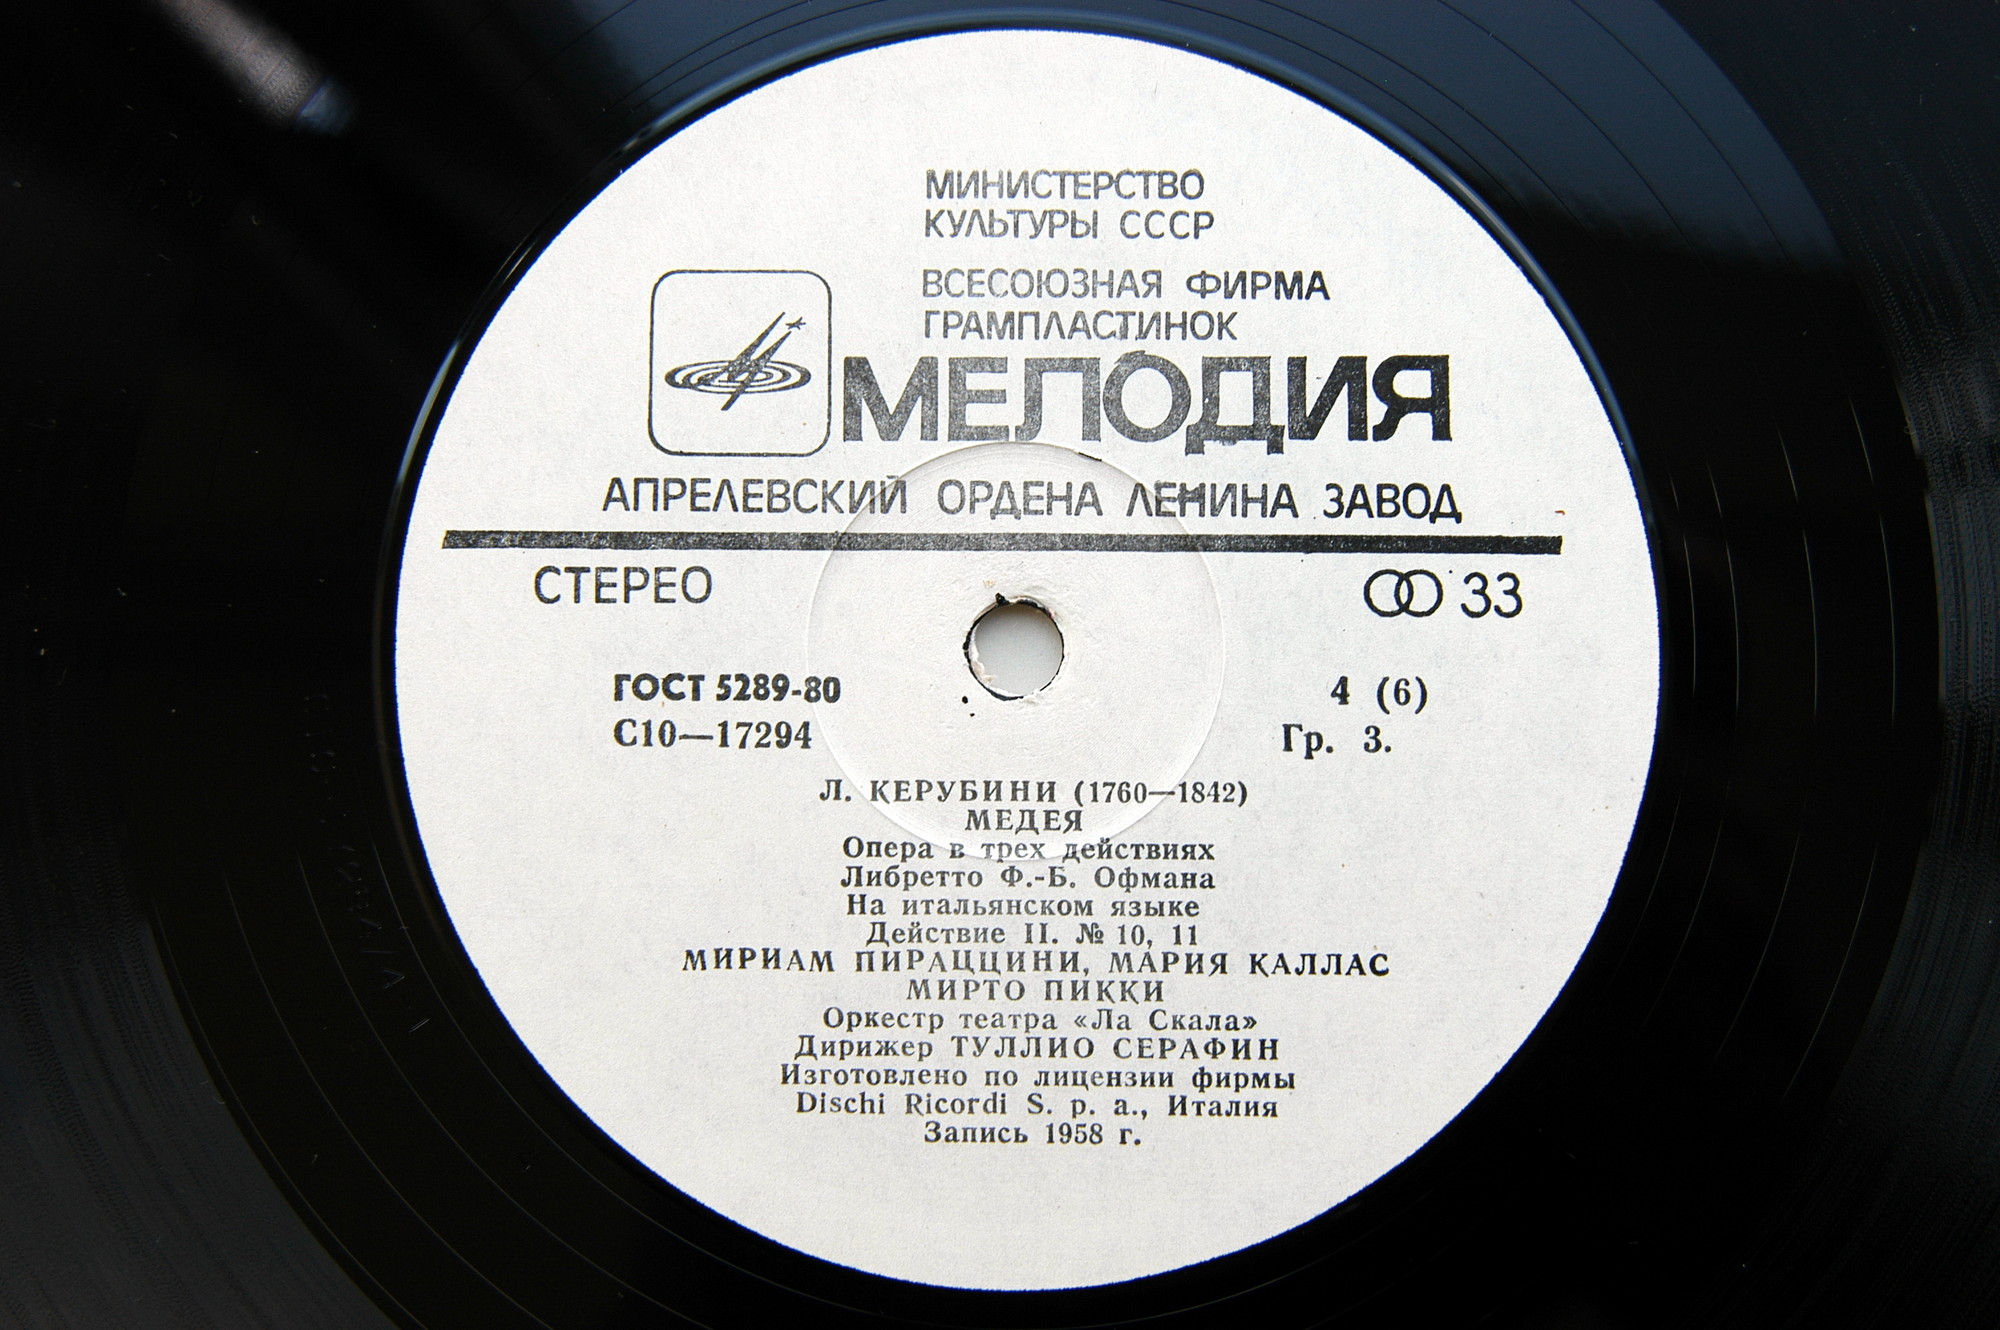 МИНИСТЕРСТВО
КУЛЬТУРЫ СССР
ВСЕСОЮЗНАЯ ФИРМА
ГРАМПЛАСТИНОК
МЕЛОДИЯ
АПРЕЛЕВСКИЙ ОРДЕНА ЛЕНИНА ЗАВОД
СТЕРЕО 33
ГОСТ 5289-80 4 (6)
С10—17294 Гр. 3.
Л. КЕРУБИНИ (1760—1842)
МЕДЕЯ
Опера в трех действиях
Либретто Ф.-Б. Офмана
На итальянском языке
Действие II. № 10, 11
МИРИАМ ПИРАЦЦИНИ, МАРИЯ КАЛЛАС
МИРТО ПИККИ
Оркестр театра «Ла Скала»
Дирижер ТУЛЛИО СЕРАФИН
Изготовлено по лицензии фирмы
Dischi Ricordi S. p. a., Италия
Запись 1958 г.